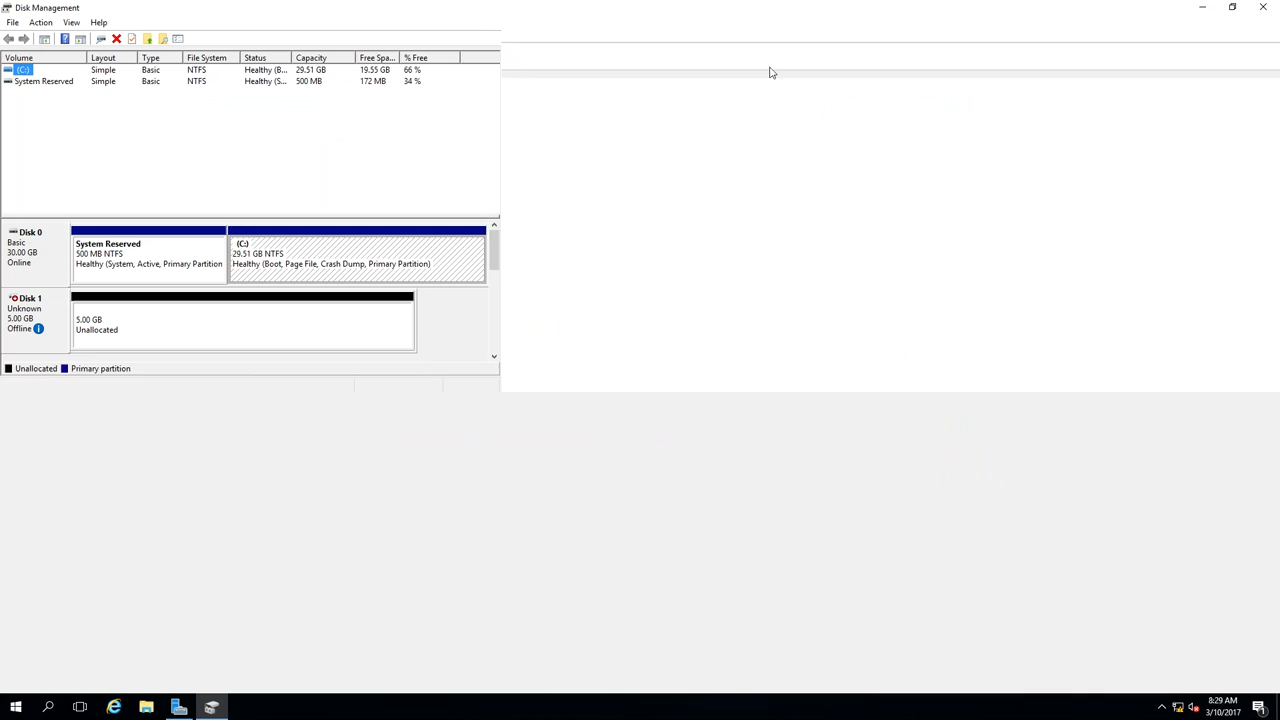 Disk Management
File Action View Help
Volume Layout Type File System Status Capacity Free Spa... % Free
(C:) Simple Basic NTFS Healthy (B... 29.51 GB 19.55 GB 66 %
System Reserved Simple Basic NTFS Healthy (S... 500 MB 172 MB 34 %
Disk 0
Basic
30.00 GB
Online
System Reserved
500 MB NTFS
Healthy (System, Active, Primary Partition
(C:)
29.51 GB NTFS
Healthy (Boot, Page File, Crash Dump, Primary Partition)
Disk 1
Unknown
5.00 GB
Offline
5.00 GB
Unallocated
Unallocated Primary partition
8:29 AM
3/10/2017
1